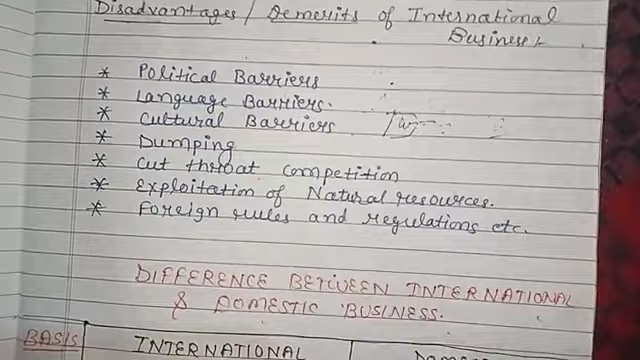 Disadvantages / Demerits of International
Business :-
* Political Barriers
* Language Barriers.
* Cultural Barriers
* Dumping
* Cut throat competition
* Exploitation of Natural resources.
* Foreign rules and regulations etc.
DIFFERENCE BETWEEN INTERNATIONAL
& DOMESTIC BUSINESS.
BASIS INTERNATIONAL